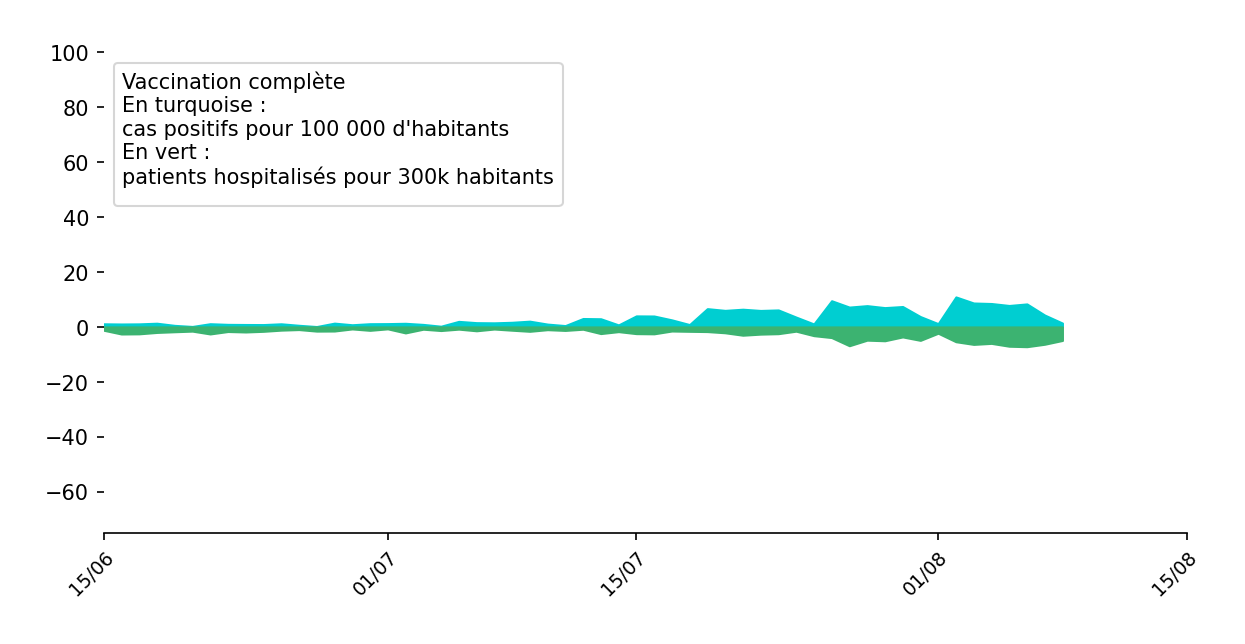 100
80
60
40
20
0
−20
−40
−60
Vaccination complète
En turquoise :
cas positifs pour 100 000 d'habitants
En vert :
patients hospitalisés pour 300k habitants
15/06
01/07
15/07
01/08
15/08